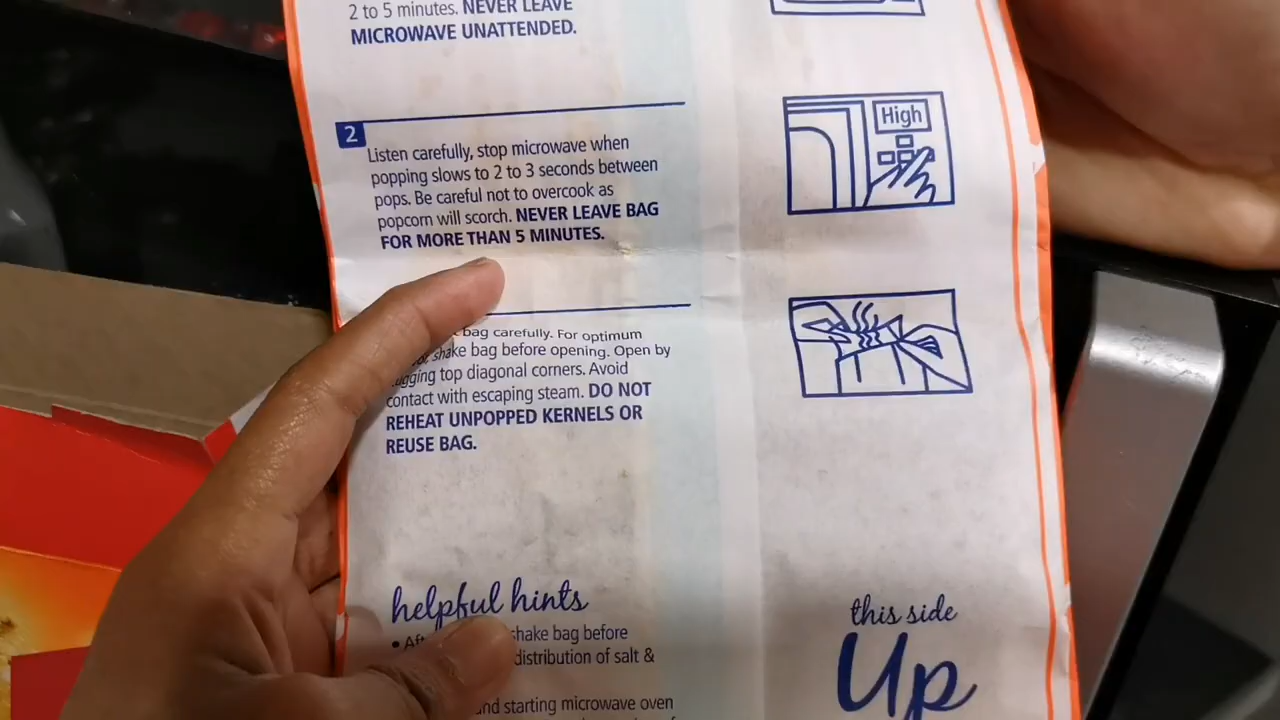 2 to 5 minutes. NEVER LEAVE
MICROWAVE UNATTENDED.
2
Listen carefully, stop microwave when
popping slows to 2 to 3 seconds between
pops. Be careful not to overcook as
popcorn will scorch. NEVER LEAVE BAG
FOR MORE THAN 5 MINUTES.
High
bag carefully. For optimum
shake bag before opening. Open by
top diagonal corners. Avoid
contact with escaping steam. DO NOT
REHEAT UNPOPPED KERNELS OR
REUSE BAG.
helpful hints
• shake bag before
distribution of salt &
and starting microwave oven
this side
Up